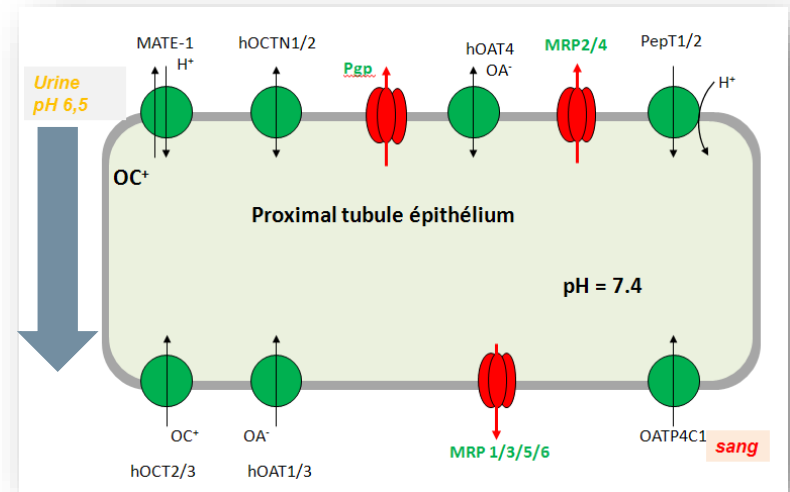 MATE-1
H⁺
hOCTN1/2
Pgp
hOAT4
OA⁻
MRP2/4
PepT1/2
H⁺
Urine
pH 6,5
OC⁺
Proximal tubule épithélium
pH = 7.4
OC⁺
hOCT2/3
OA⁻
hOAT1/3
MRP 1/3/5/6
OATP4C1
sang